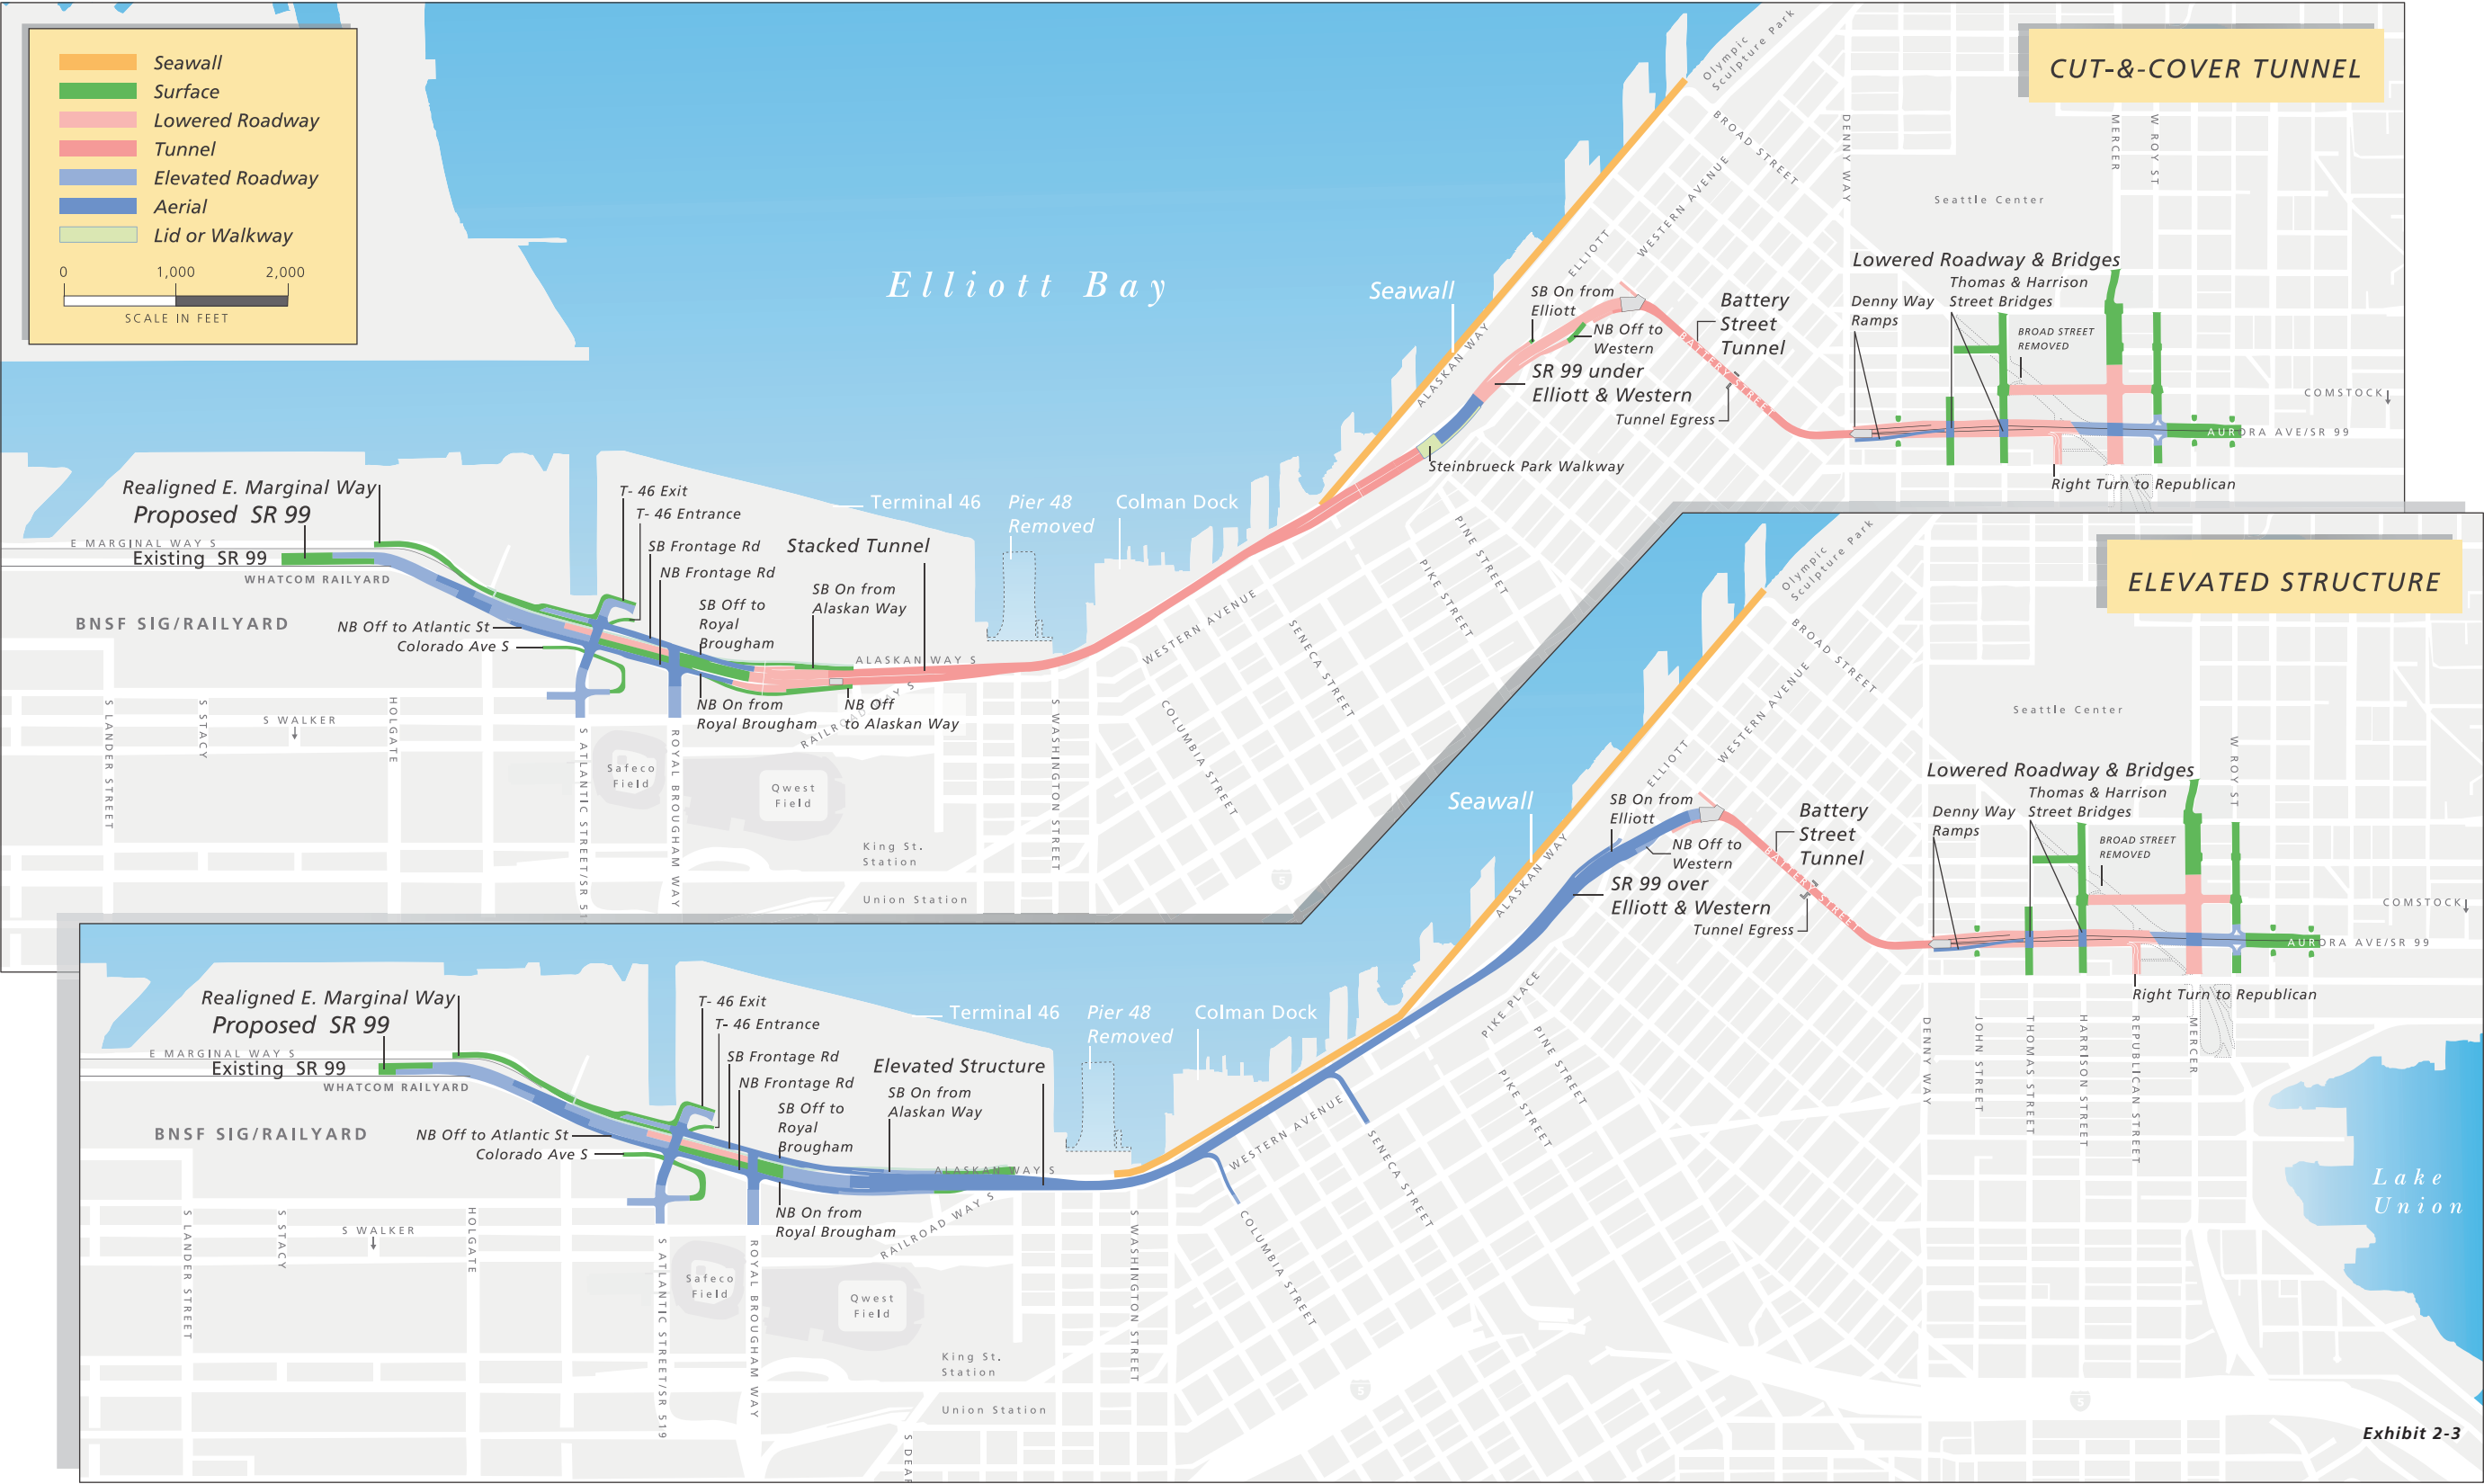 Seawall
Surface
Lowered Roadway
Tunnel
Elevated Roadway
Aerial
Lid or Walkway
0 1,000 2,000
SCALE IN FEET
CUT-&-COVER TUNNEL
Elliott Bay
Olympic
Sculpture Park
BROAD STREET
WESTERN AVENUE
ELLIOTT
DENNY WAY
MERCER
W ROY ST
Seattle Center
Seawall
ALASKAN WAY
SB On from
Elliott
NB Off to
Western
SR 99 under
Elliott & Western
Battery
Street
Tunnel
BATTERY STREET
Tunnel Egress
Steinbrueck Park Walkway
Lowered Roadway & Bridges
Thomas & Harrison
Street Bridges
Denny Way
Ramps
BROAD STREET
REMOVED
COMSTOCK
AURORA AVE/SR 99
Right Turn to Republican
Realigned E. Marginal Way
Proposed SR 99
E MARGINAL WAY S
Existing SR 99
WHATCOM RAILYARD
BNSF SIG/RAILYARD
NB Off to Atlantic St
Colorado Ave S
T- 46 Exit
T- 46 Entrance
SB Frontage Rd
NB Frontage Rd
SB Off to
Royal
Brougham
Stacked Tunnel
SB On from
Alaskan Way
Terminal 46
Pier 48
Removed
Colman Dock
ALASKAN WAY S
NB On from
Royal Brougham
NB Off
to Alaskan Way
RAILROAD WAY S
S LANDER STREET
S STACY
S WALKER
HOLGATE
S ATLANTIC STREET/SR 51
Safeco
Field
ROYAL BROUGHAM WAY
Qwest
Field
King St.
Station
Union Station
S WASHINGTON STREET
WESTERN AVENUE
COLUMBIA STREET
SENECA STREET
PIKE STREET
PINE STREET
5
ELEVATED STRUCTURE
Olympic
Sculpture Park
BROAD STREET
WESTERN AVENUE
ELLIOTT
W ROY ST
Seattle Center
Seawall
ALASKAN WAY
SB On from
Elliott
NB Off to
Western
SR 99 over
Elliott & Western
Battery
Street
Tunnel
BATTERY STREET
Tunnel Egress
Lowered Roadway & Bridges
Thomas & Harrison
Street Bridges
Denny Way
Ramps
BROAD STREET
REMOVED
COMSTOCK
AURORA AVE/SR 99
Right Turn to Republican
Realigned E. Marginal Way
Proposed SR 99
E MARGINAL WAY S
Existing SR 99
WHATCOM RAILYARD
BNSF SIG/RAILYARD
NB Off to Atlantic St
Colorado Ave S
T- 46 Exit
T- 46 Entrance
SB Frontage Rd
NB Frontage Rd
SB Off to
Royal
Brougham
Elevated Structure
SB On from
Alaskan Way
Terminal 46
Pier 48
Removed
Colman Dock
ALASKAN WAY S
NB On from
Royal Brougham
RAILROAD WAY S
S LANDER STREET
S STACY
S WALKER
HOLGATE
S ATLANTIC STREET/SR 519
Safeco
Field
ROYAL BROUGHAM WAY
Qwest
Field
King St.
Station
Union Station
S DEA
S WASHINGTON STREET
WESTERN AVENUE
COLUMBIA STREET
SENECA STREET
PIKE PLACE
PIKE STREET
PINE STREET
DENNY WAY
JOHN STREET
THOMAS STREET
HARRISON STREET
REPUBLICAN STREET
MERCER
Lake
Union
5
5
Exhibit 2-3